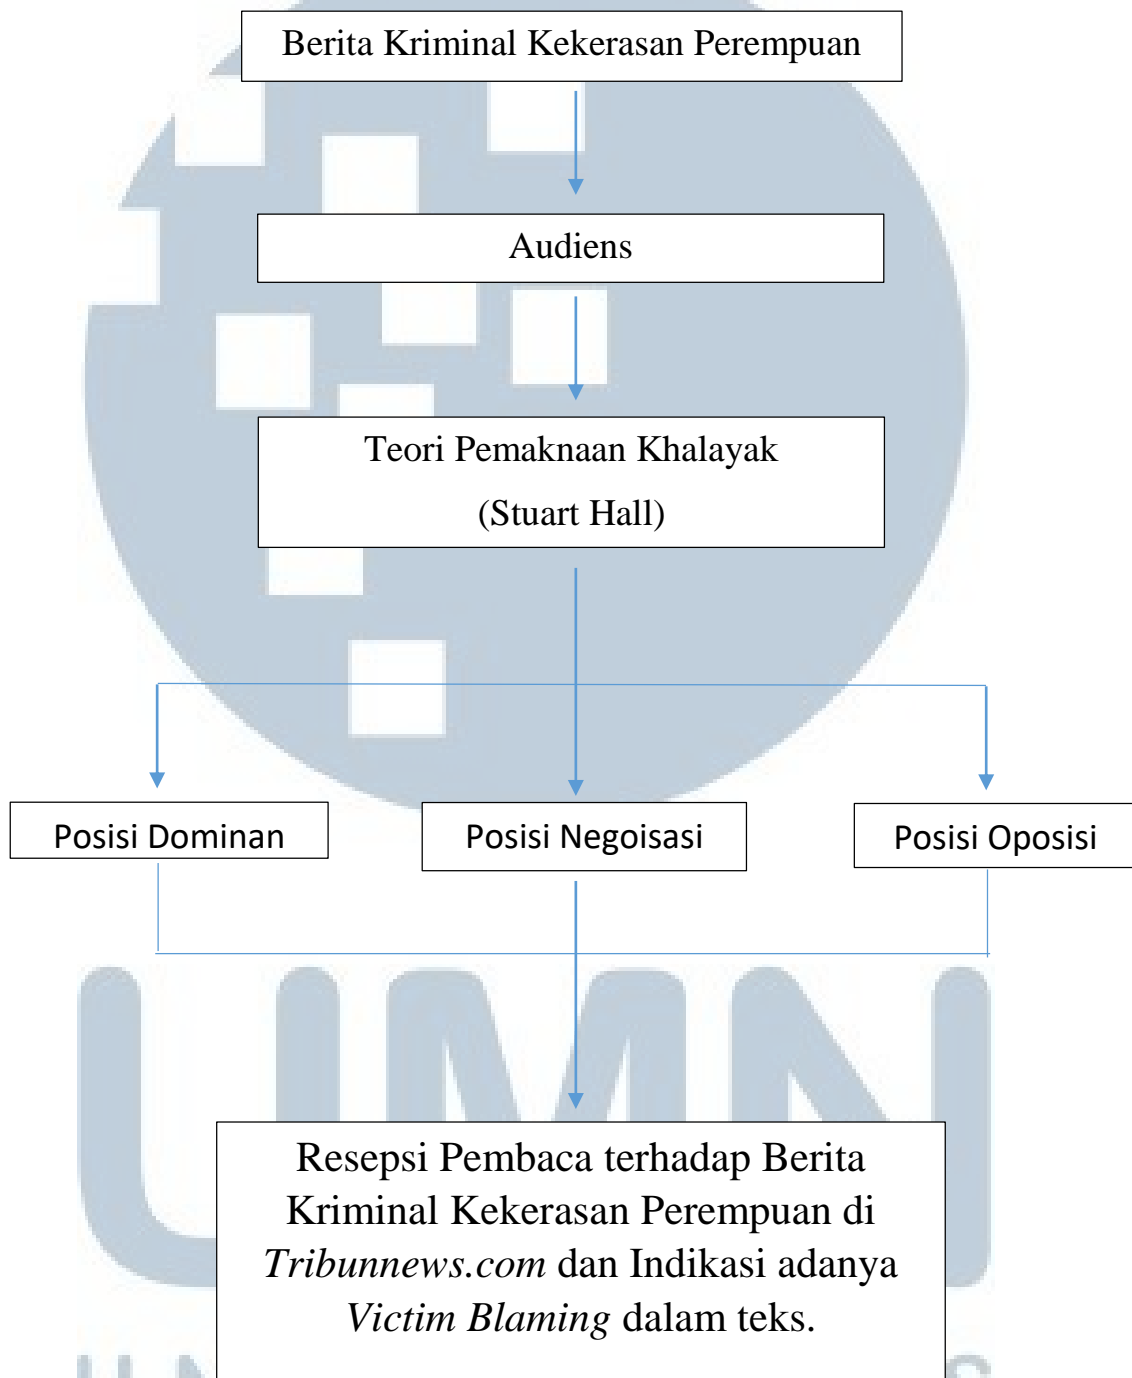 Berita Kriminal Kekerasan Perempuan
Audiens
Teori Pemaknaan Khalayak
(Stuart Hall)
Posisi Dominan
Posisi Negoisasi
Posisi Oposisi
UMN
Resepsi Pembaca terhadap Berita
Kriminal Kekerasan Perempuan di
Tribunnews.com dan Indikasi adanya
Victim Blaming dalam teks.